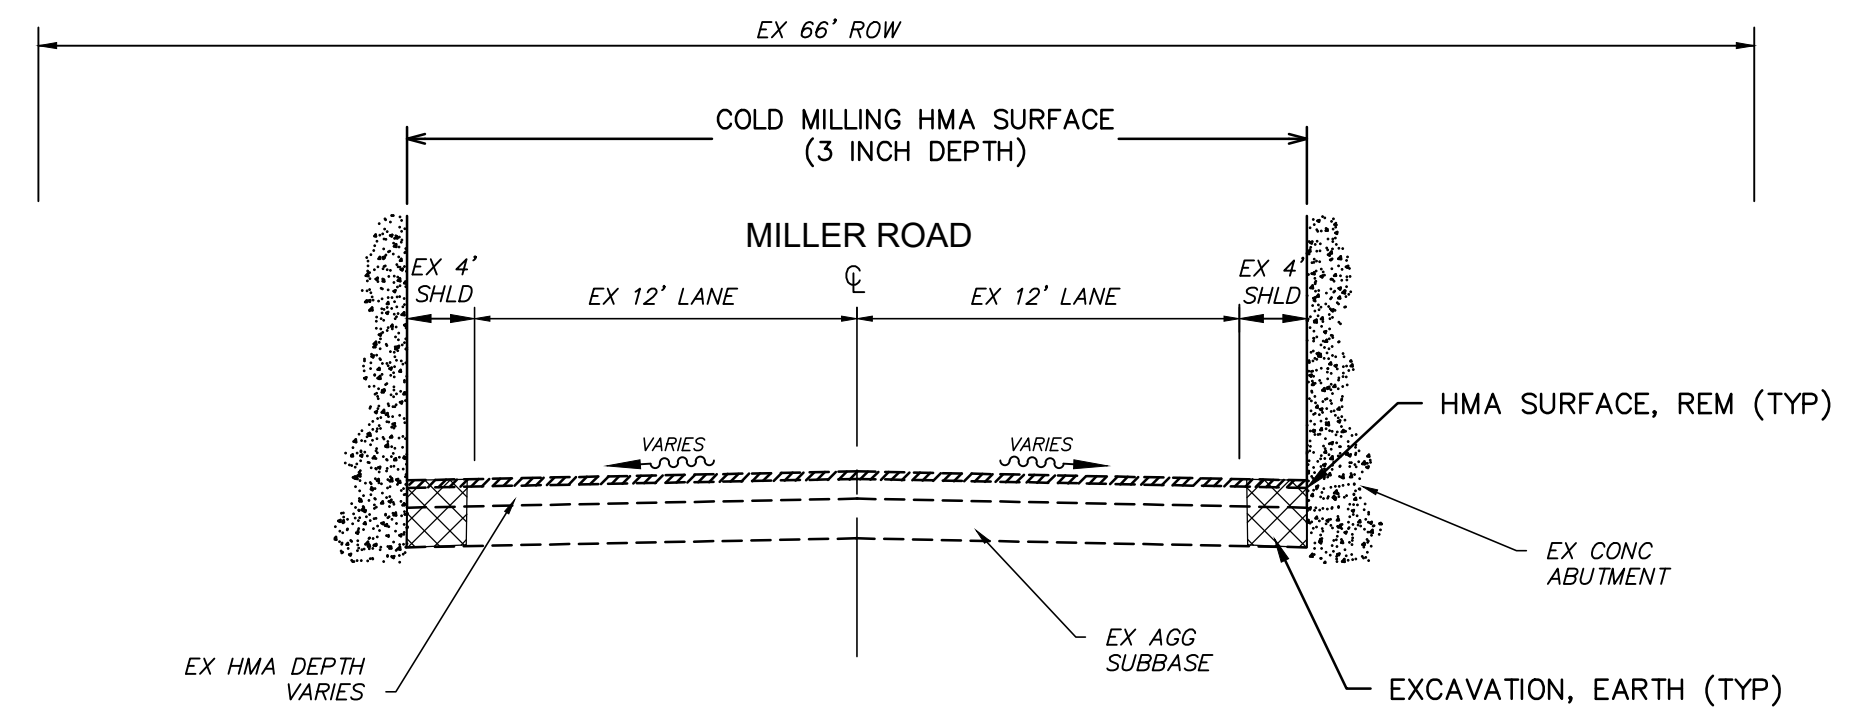 EX 66' ROW
COLD MILLING HMA SURFACE
(3 INCH DEPTH)
MILLER ROAD
CL
EX 4'
SHLD
EX 12' LANE
EX 12' LANE
EX 4'
SHLD
HMA SURFACE, REM (TYP)
VARIES
VARIES
EX CONC
ABUTMENT
EX HMA DEPTH
VARIES
EX AGG
SUBBASE
EXCAVATION, EARTH (TYP)